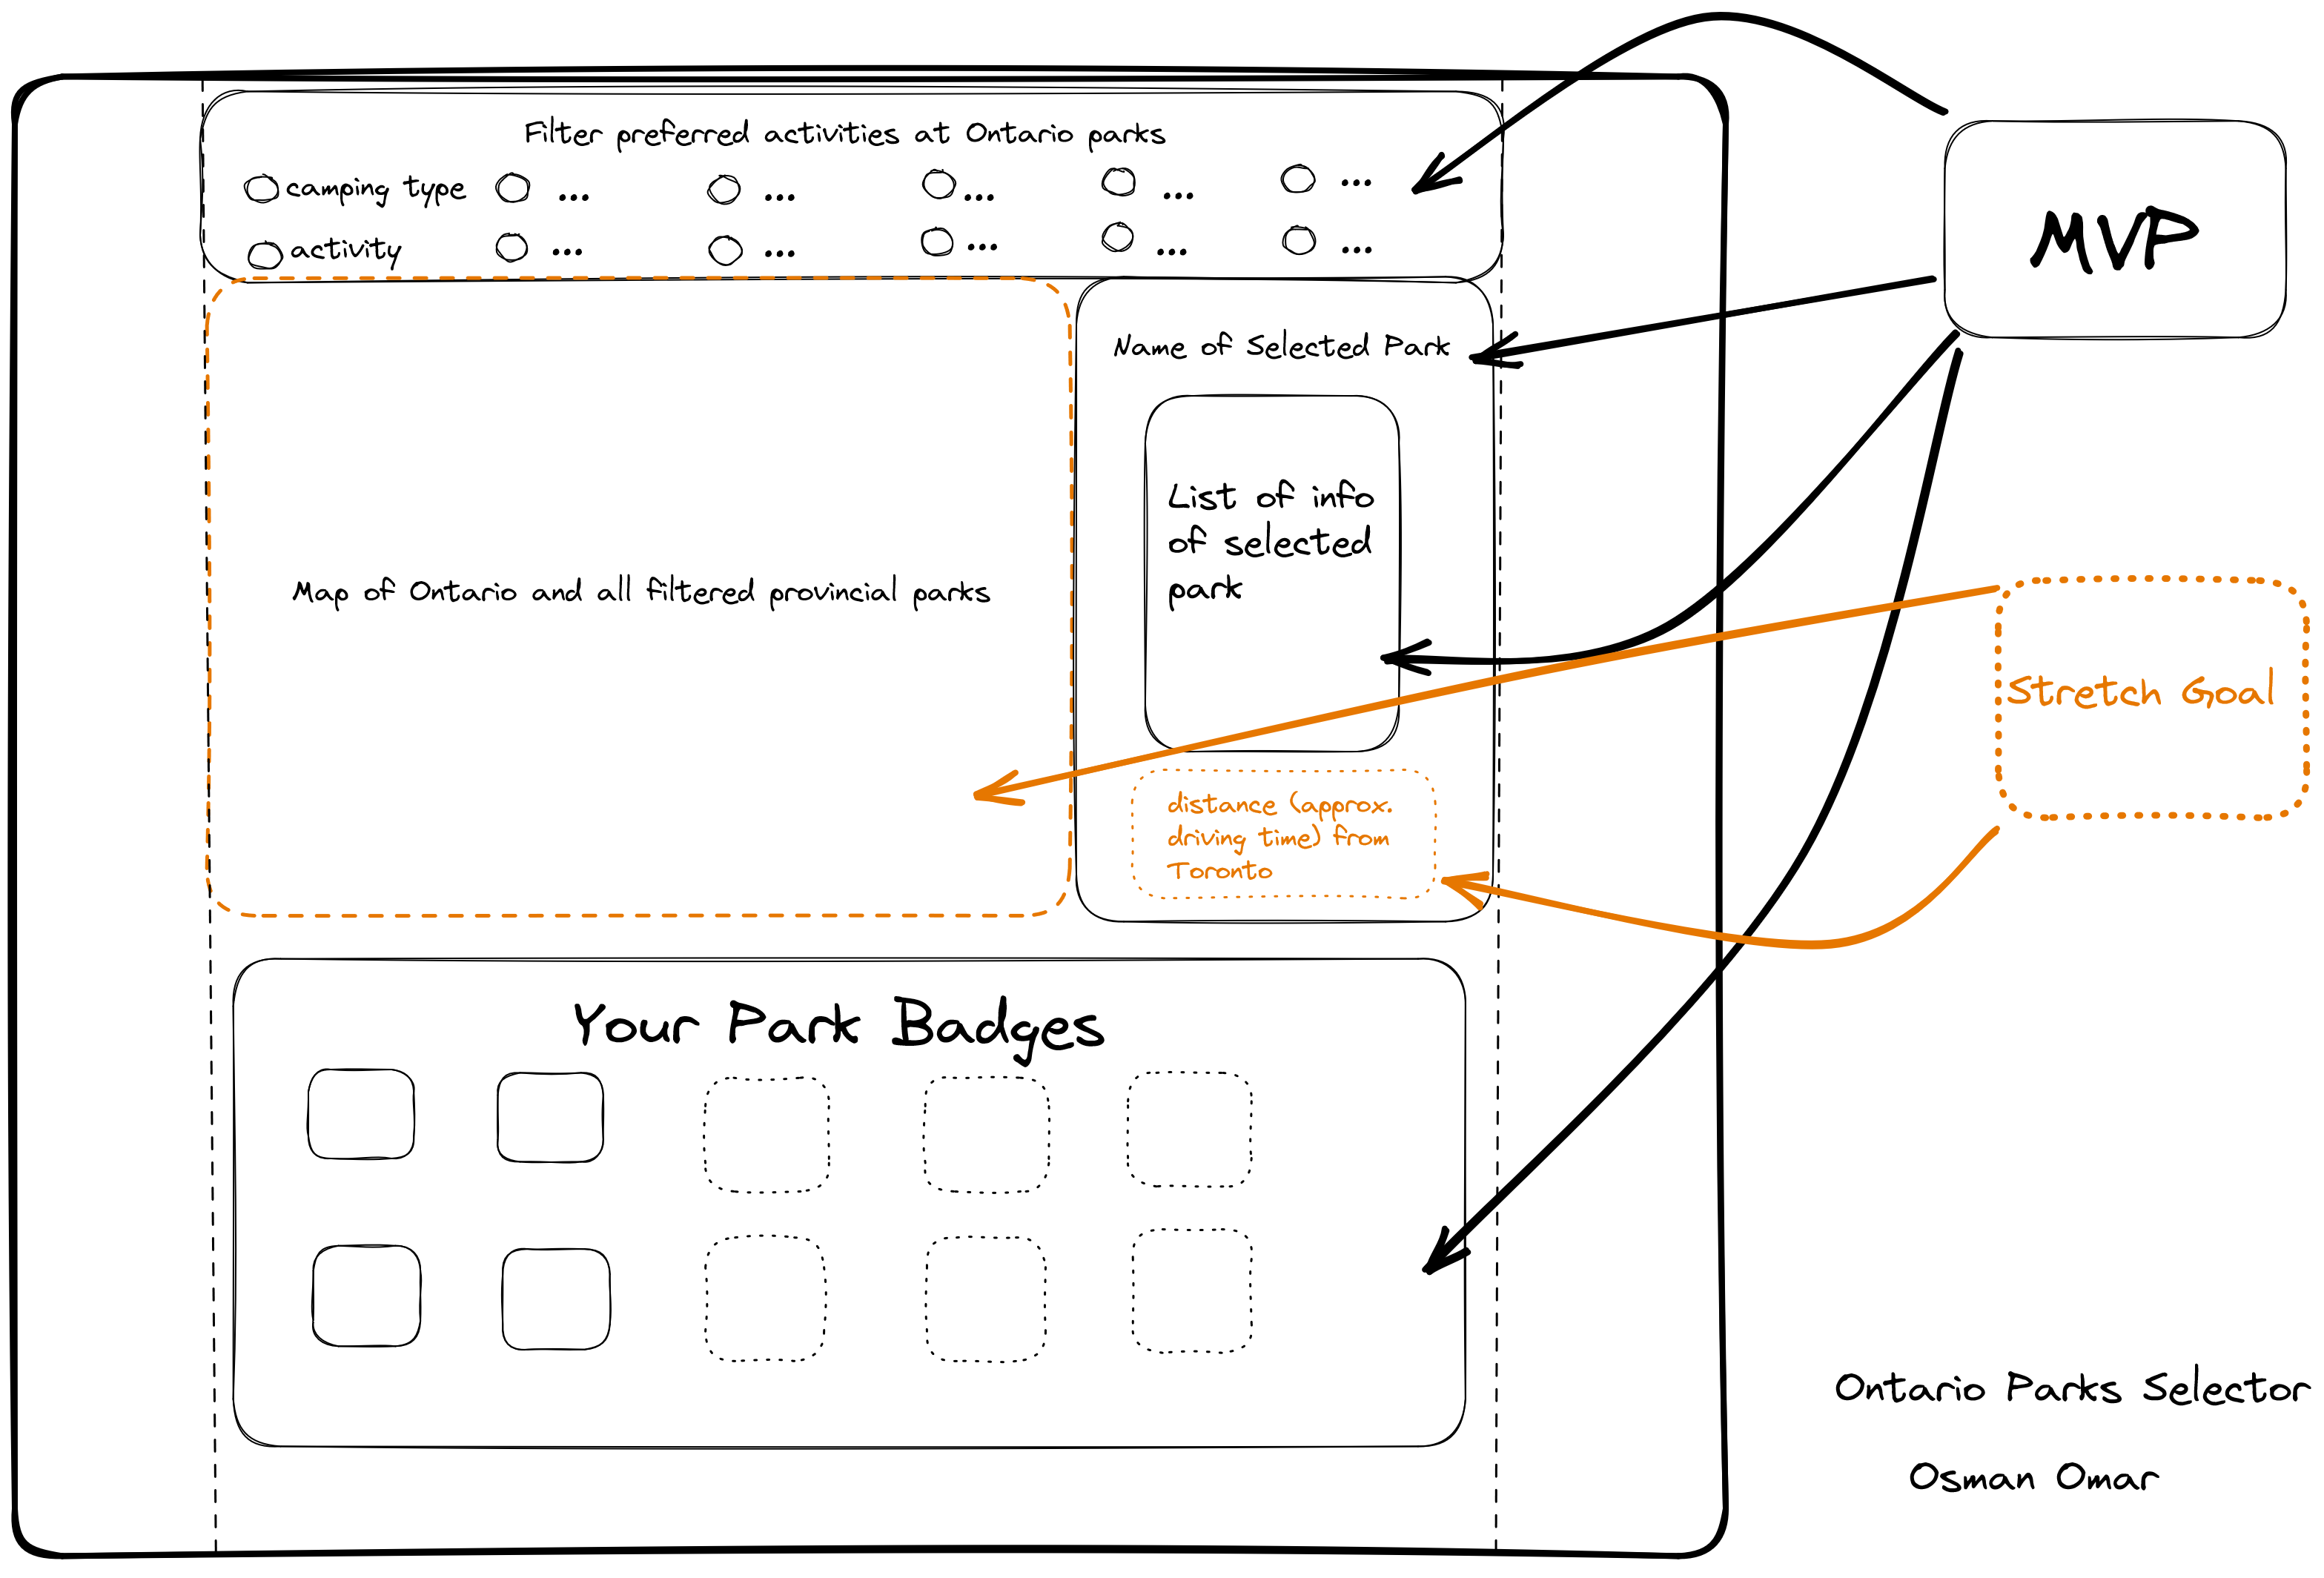 Filter preferred activities at Ontario parks
camping type ... ... ... ... ...
activity ... ... ... ... ...
MVP
Name of Selected Park
List of info
of selected
park
Map of Ontario and all filtered provincial parks
Stretch Goal
distance (approx.
driving time) from
Toronto
Your Park Badges
Ontario Parks Selector
Osman Omar